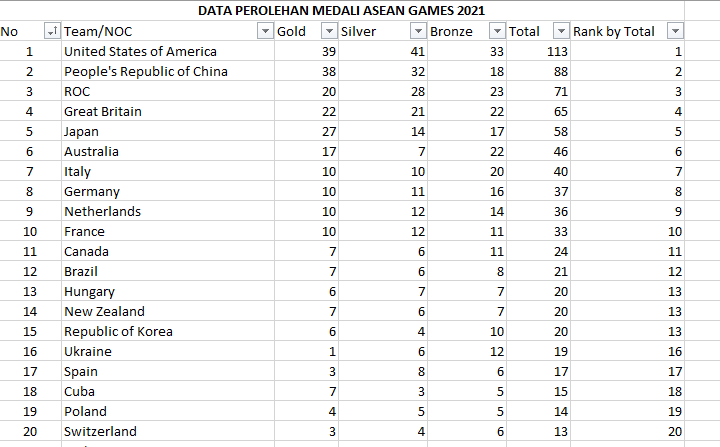 DATA PEROLEHAN MEDALI ASEAN GAMES 2021
No Team/NOC Gold Silver Bronze Total Rank by Total
1 United States of America 39 41 33 113 1
2 People's Republic of China 38 32 18 88 2
3 ROC 20 28 23 71 3
4 Great Britain 22 21 22 65 4
5 Japan 27 14 17 58 5
6 Australia 17 7 22 46 6
7 Italy 10 10 20 40 7
8 Germany 10 11 16 37 8
9 Netherlands 10 12 14 36 9
10 France 10 12 11 33 10
11 Canada 7 6 11 24 11
12 Brazil 7 6 8 21 12
13 Hungary 6 7 7 20 13
14 New Zealand 7 6 7 20 13
15 Republic of Korea 6 4 10 20 13
16 Ukraine 1 6 12 19 16
17 Spain 3 8 6 17 17
18 Cuba 7 3 5 15 18
19 Poland 4 5 5 14 19
20 Switzerland 3 4 6 13 20